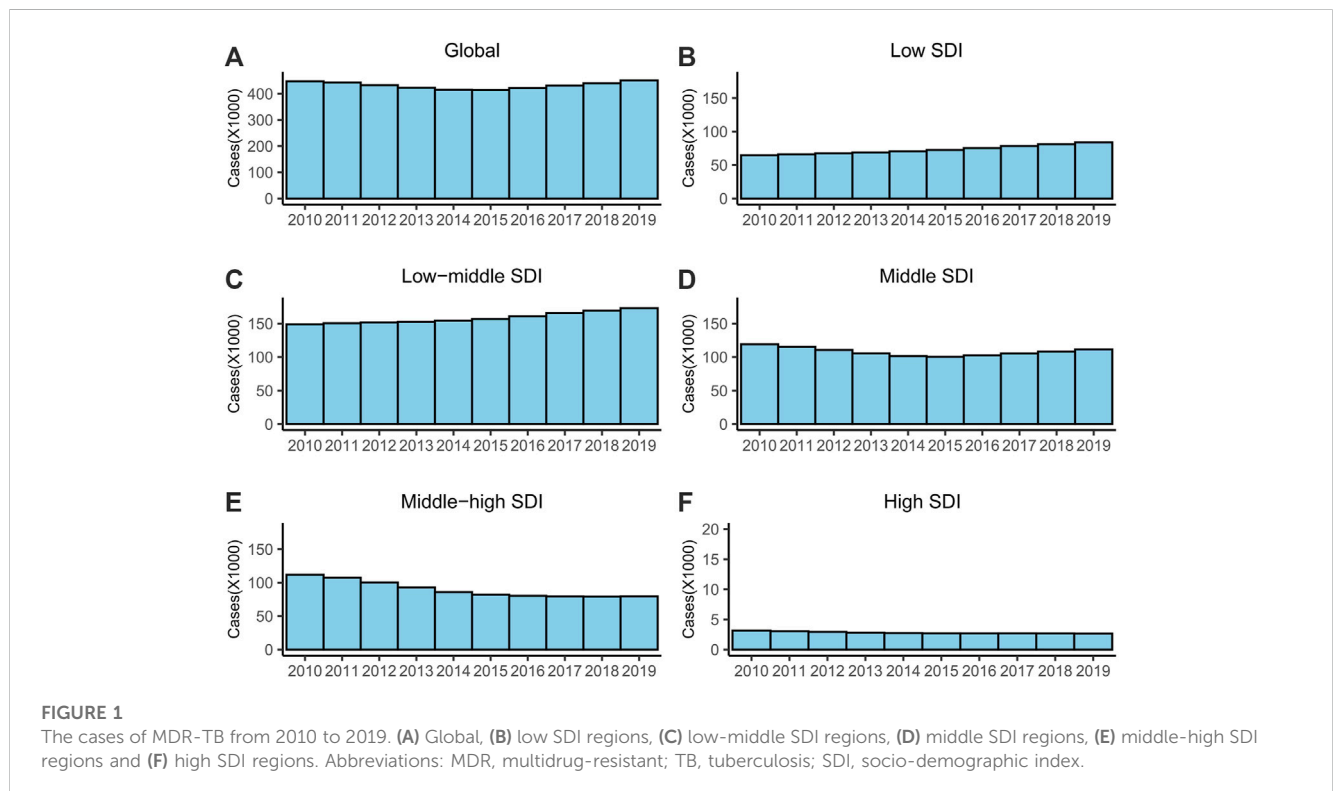 A
Global
Cases(X1000)
400
300
200
100
0
2010 2011 2012 2013 2014 2015 2016 2017 2018 2019
B
Low SDI
Cases(X1000)
150
100
50
0
2010 2011 2012 2013 2014 2015 2016 2017 2018 2019
C
Low−middle SDI
Cases(X1000)
150
100
50
0
2010 2011 2012 2013 2014 2015 2016 2017 2018 2019
D
Middle SDI
Cases(X1000)
150
100
50
0
2010 2011 2012 2013 2014 2015 2016 2017 2018 2019
E
Middle−high SDI
Cases(X1000)
150
100
50
0
2010 2011 2012 2013 2014 2015 2016 2017 2018 2019
F
High SDI
Cases(X1000)
20
15
10
5
0
2010 2011 2012 2013 2014 2015 2016 2017 2018 2019
FIGURE 1
The cases of MDR-TB from 2010 to 2019. (A) Global, (B) low SDI regions, (C) low-middle SDI regions, (D) middle SDI regions, (E) middle-high SDI
regions and (F) high SDI regions. Abbreviations: MDR, multidrug-resistant; TB, tuberculosis; SDI, socio-demographic index.